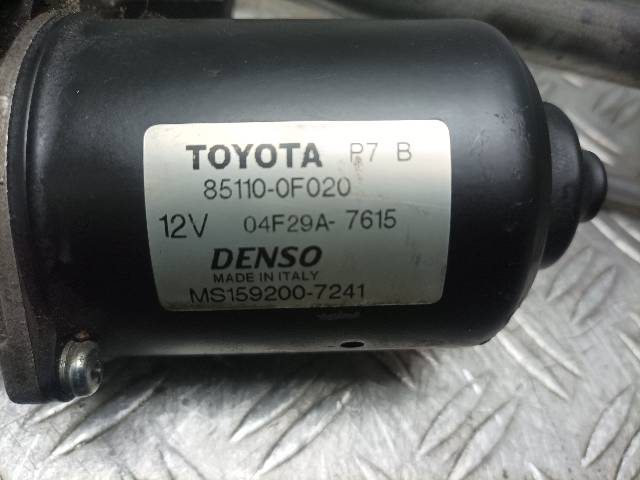 TOYOTA P7 B
85110-0F020
12V 04F29A-7615
DENSO
MADE IN ITALY
MS159200-7241